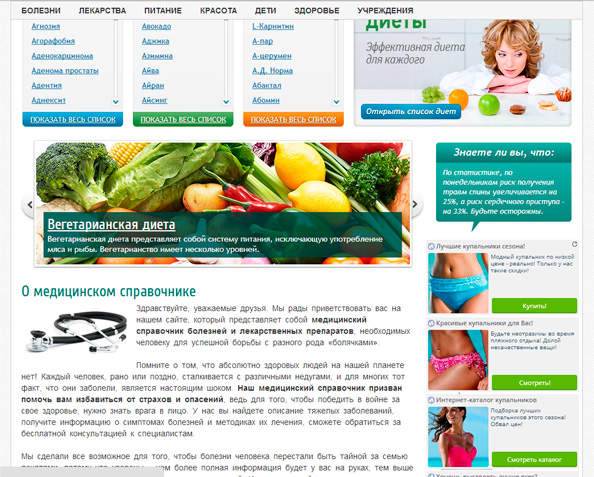 БОЛЕЗНИ ЛЕКАРСТВА ПИТАНИЕ КРАСОТА ДЕТИ ЗДОРОВЬЕ УЧРЕЖДЕНИЯ
Агнозия
Агорафобия
Аденокарцинома
Аденома простаты
Адентия
Аднексит
ПОКАЗАТЬ ВЕСЬ СПИСОК
Авокадо
Аджика
Азимина
Айва
Айран
Айсинг
ПОКАЗАТЬ ВЕСЬ СПИСОК
L-Карнитин
А-пар
А-церумен
А.Д. Норма
Абактал
Абомин
ПОКАЗАТЬ ВЕСЬ СПИСОК
ДИЕТЫ
Эффективная диета
для каждого
Открыть список диет
Вегетарианская диета
Вегетарианская диета представляет собой систему питания, исключающую употребление
мяса и рыбы. Вегетарианство имеет несколько уровней.
Знаете ли вы, что:
По статистике, по
понедельникам риск получения
травм спины увеличивается на
25%, а риск сердечного приступа -
на 33%. Будьте осторожны.
О медицинском справочнике
Здравствуйте, уважаемые друзья. Мы рады приветствовать вас на
нашем сайте, который представляет собой медицинский
справочник болезней и лекарственных препаратов, необходимых
человеку для успешной борьбы с разного рода «болячками».
Помните о том, что абсолютно здоровых людей на нашей планете
нет! Каждый человек, рано или поздно, сталкивается с различными недугами, и для многих тот
факт, что они заболели, является настоящим шоком. Наш медицинский справочник призван
помочь вам избавиться от страхов и опасений, ведь для того, чтобы победить в войне за
свое здоровье, нужно знать врага в лицо. У нас вы найдете описание тяжелых заболеваний,
получите информацию о симптомах болезней и методиках их лечения, сможете обратиться за
бесплатной консультацией к специалистам.
Мы сделали все возможное для того, чтобы болезни человека перестали быть тайной за семью
чем более полная информация будет у вас на руках, тем выше
Лучшие купальники сезона!
Модный купальник по низкой
цене - реально! Только у нас
такие скидки!
Купить!
Красивые купальники для Вас!
Будьте неотразимы во время
пляжного отдыха! Долой
некачественные вещи!
Смотреть!
Интернет-каталог купальников
Подборка лучших
купальников этого сезона!
Обвал цен!
Смотреть каталог